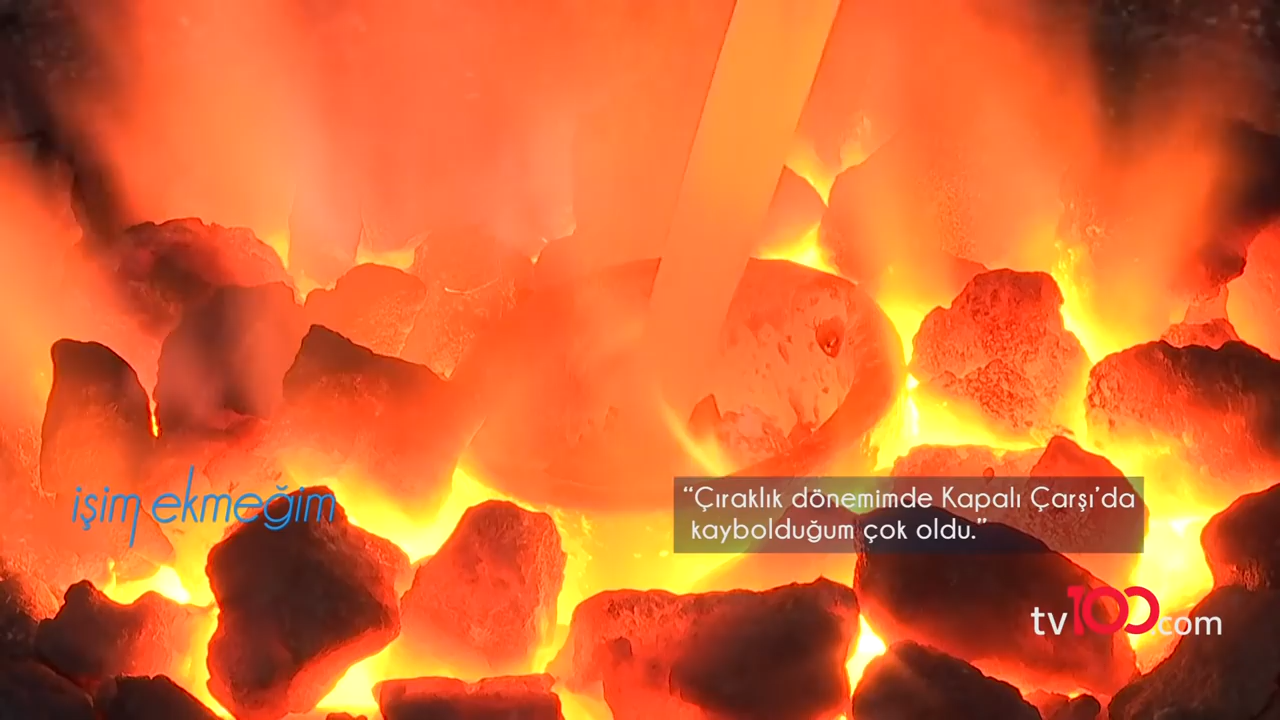 işim ekmeğim
“Çıraklık dönemimde Kapalı Çarşı’da
kaybolduğum çok oldu.”
tv100.com